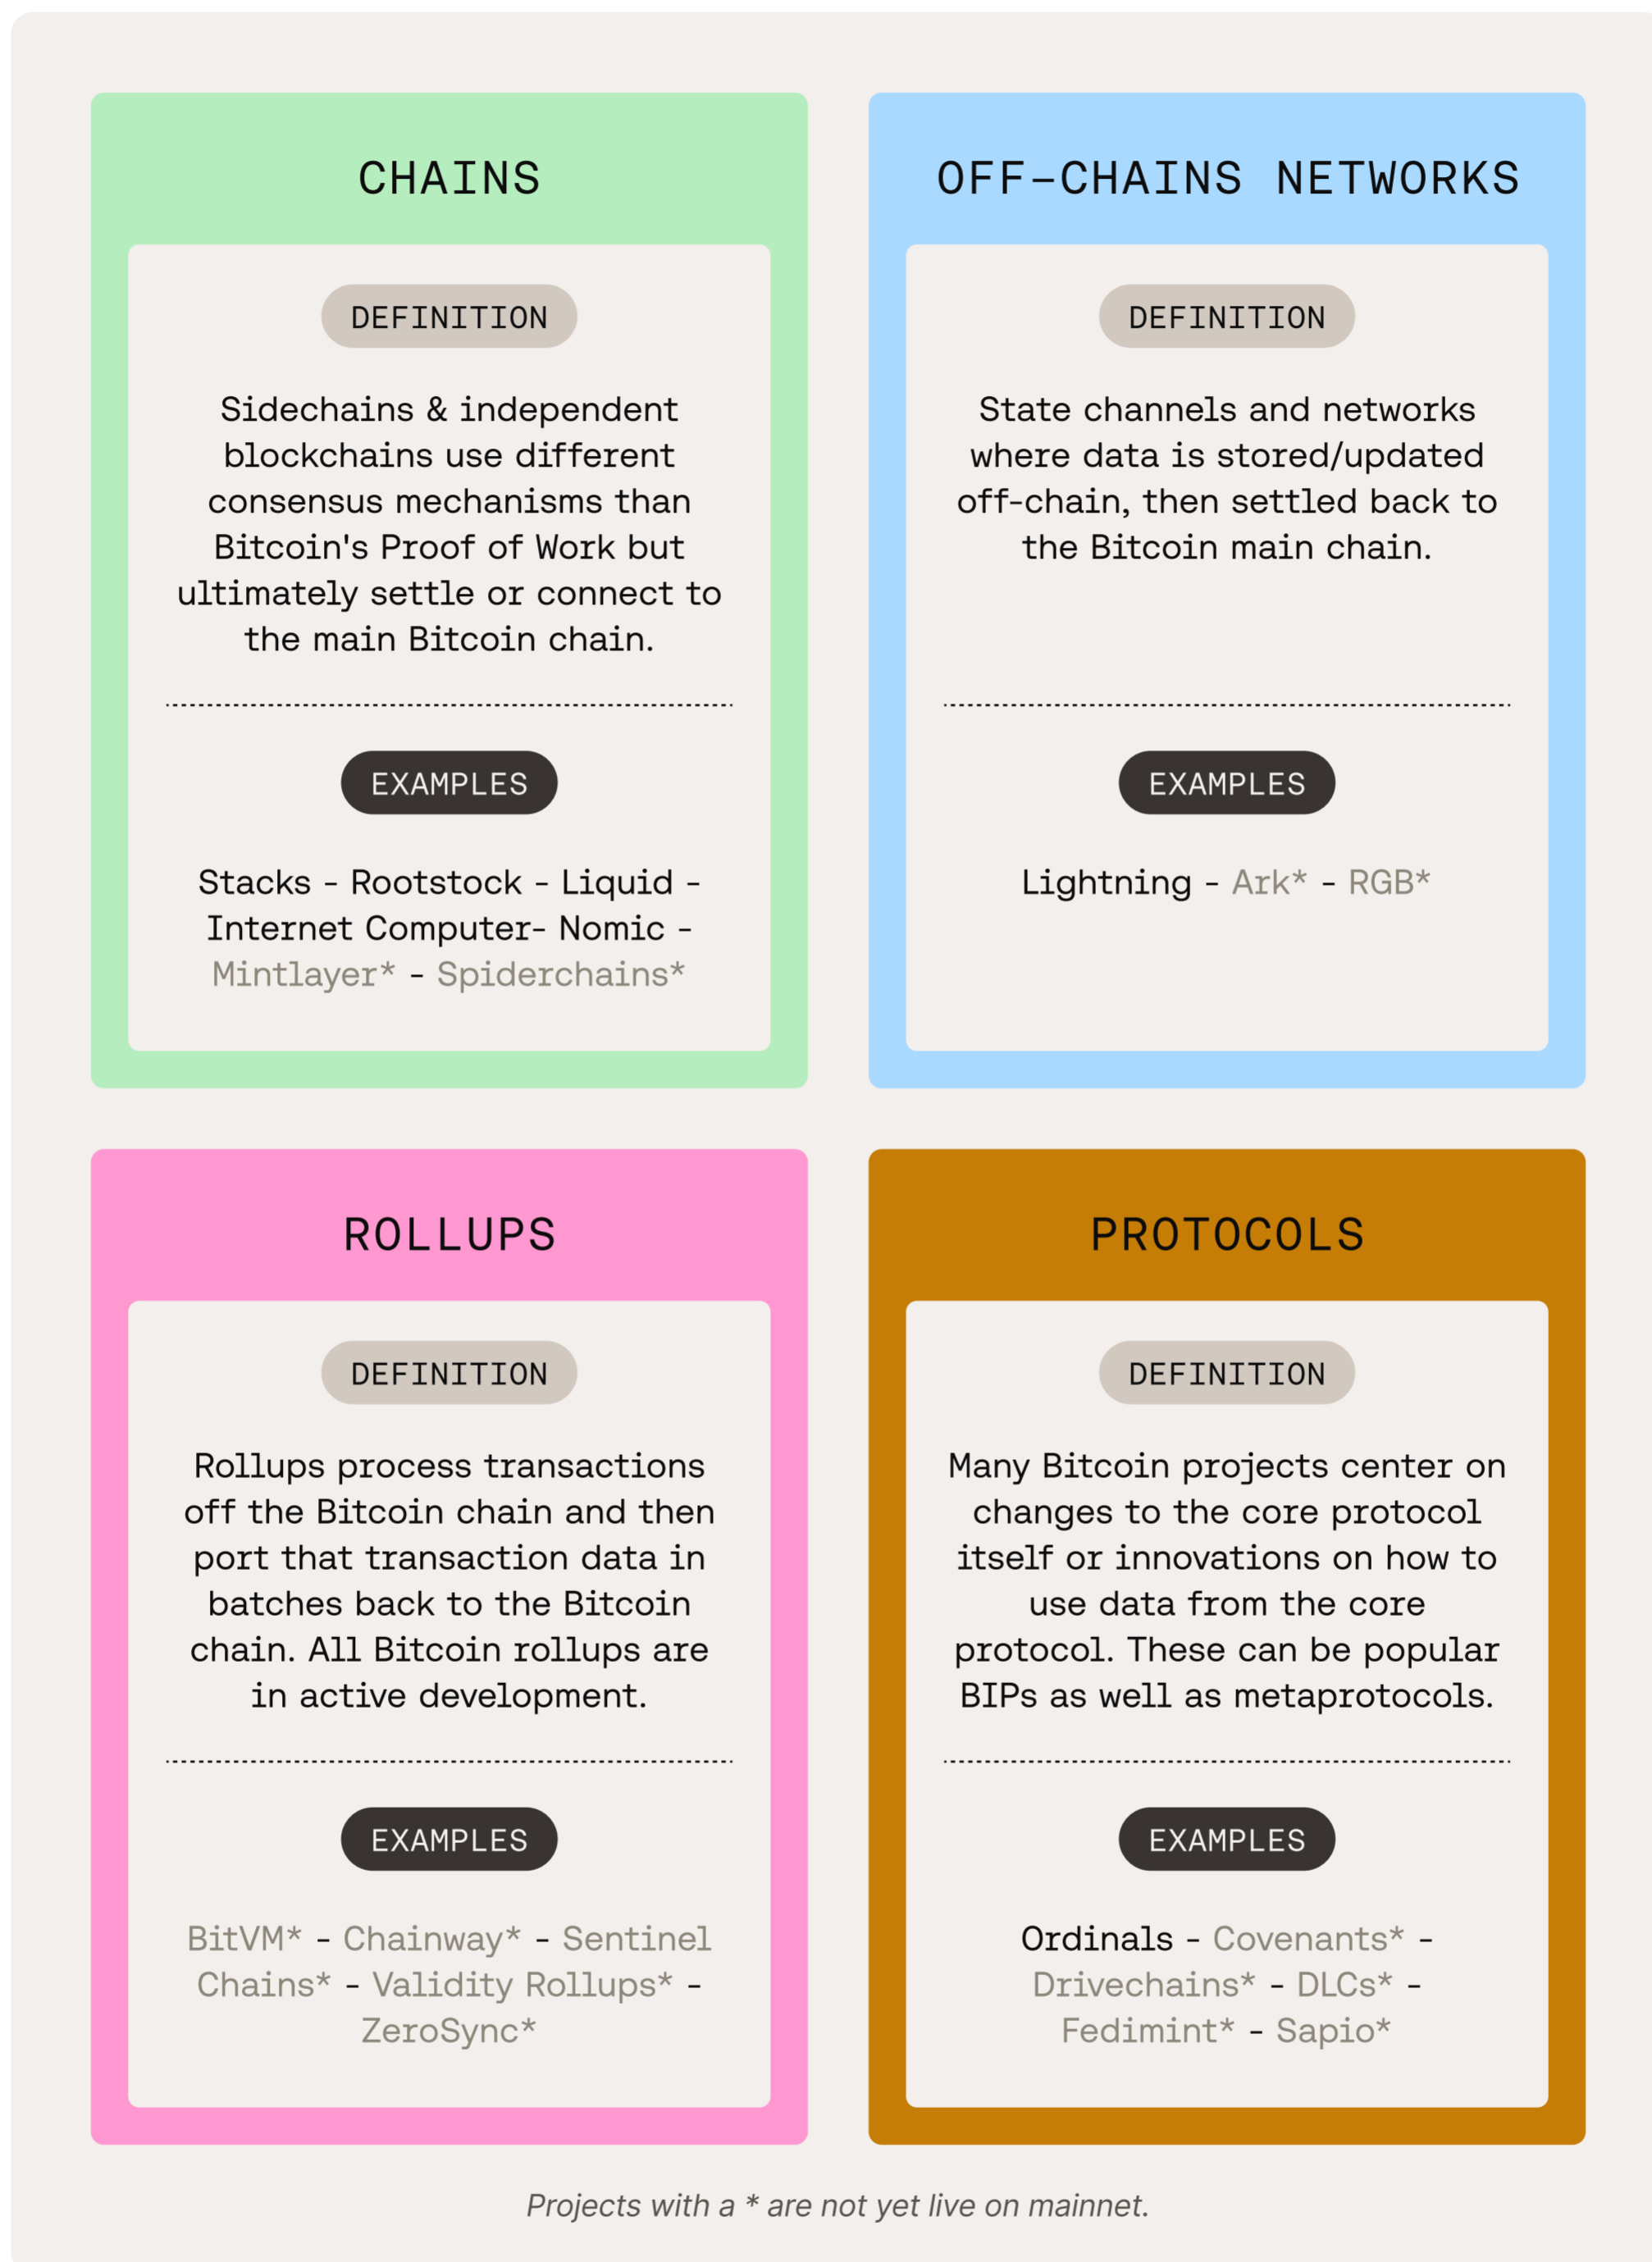 CHAINS
DEFINITION
Sidechains & independent
blockchains use different
consensus mechanisms than
Bitcoin's Proof of Work but
ultimately settle or connect to
the main Bitcoin chain.
EXAMPLES
Stacks - Rootstock - Liquid -
Internet Computer- Nomic -
Mintlayer* - Spiderchains*
OFF-CHAINS NETWORKS
DEFINITION
State channels and networks
where data is stored/updated
off-chain, then settled back to
the Bitcoin main chain.
EXAMPLES
Lightning - Ark* - RGB*
ROLLUPS
DEFINITION
Rollups process transactions
off the Bitcoin chain and then
port that transaction data in
batches back to the Bitcoin
chain. All Bitcoin rollups are
in active development.
EXAMPLES
BitVM* - Chainway* - Sentinel
Chains* - Validity Rollups* -
ZeroSync*
PROTOCOLS
DEFINITION
Many Bitcoin projects center on
changes to the core protocol
itself or innovations on how to
use data from the core
protocol. These can be popular
BIPs as well as metaprotocols.
EXAMPLES
Ordinals - Covenants* -
Drivechains* - DLCs* -
Fedimint* - Sapio*
Projects with a * are not yet live on mainnet.